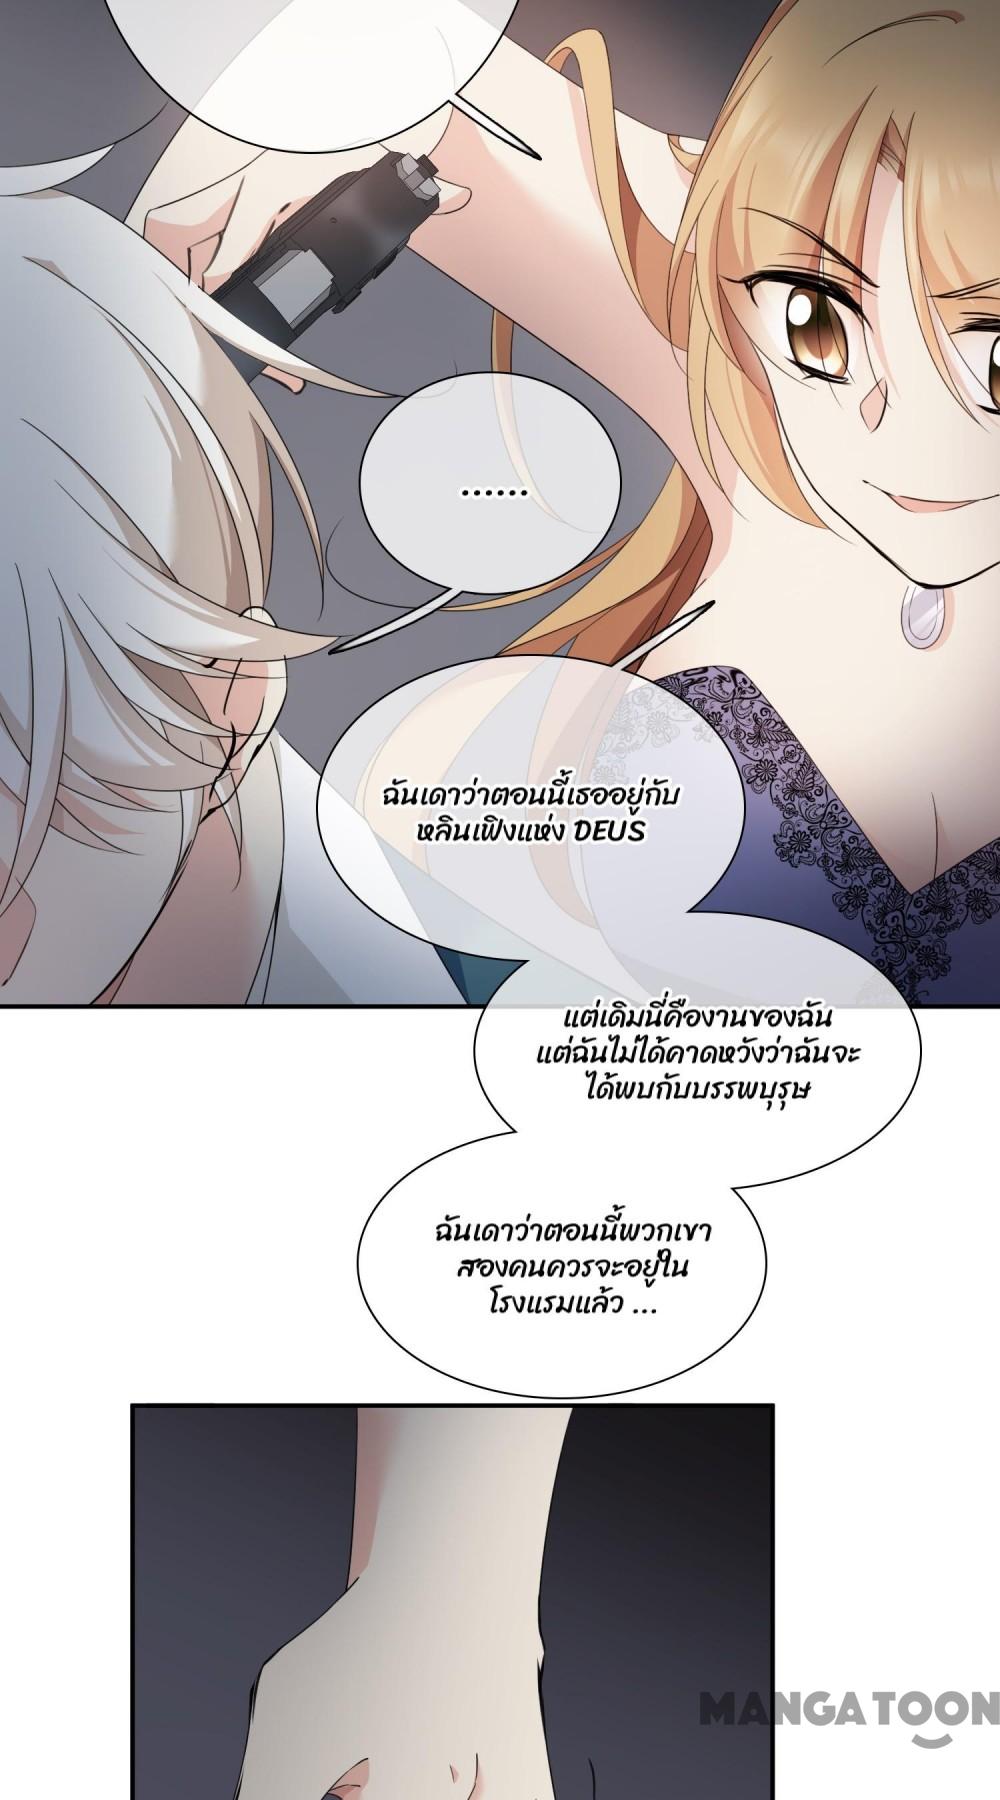 ......
ฉันเดาว่าตอนนี้เธออยู่กับ
หลินเฟิงแห่ง DEUS
แต่เดิมนี่คืองานของฉัน
แต่ฉันไม่ได้คาดหวังว่าฉันจะ
ได้พบกับบรรพบุรุษ
ฉันเดาว่าตอนนี้พวกเขา
สองคนควรจะอยู่ใน
โรงแรมแล้ว ...
MANGATOON